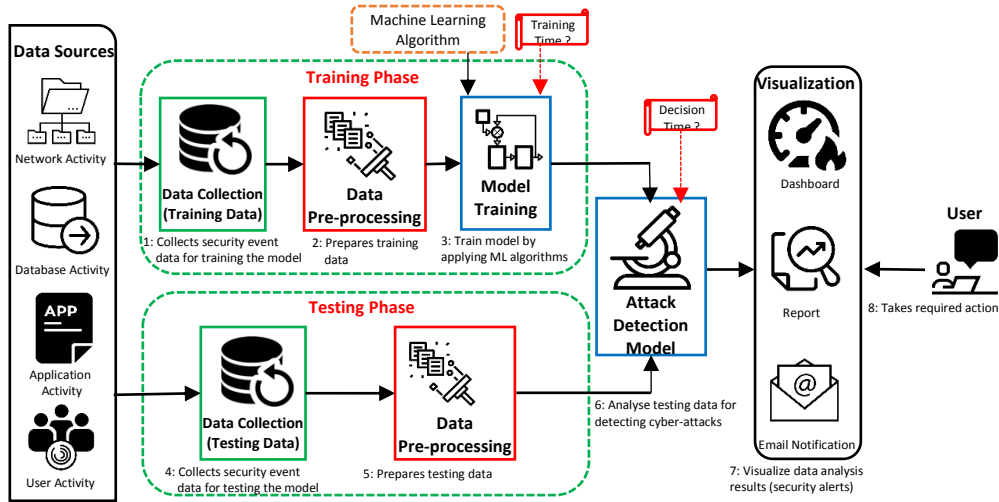 Data Sources
Network Activity
Database Activity
APP
Application
Activity
User Activity
Machine Learning
Algorithm
Training
Time ?
Training Phase
Data Collection
(Training Data)
1: Collects security event
data for training the model
Data
Pre-processing
2: Prepares training
data
Model
Training
3: Train model by
applying ML algorithms
Testing Phase
Data Collection
(Testing Data)
4: Collects security event
data for testing the model
Data
Pre-processing
5: Prepares testing data
Decision
Time ?
Attack
Detection
Model
6: Analyse testing data for
detecting cyber-attacks
Visualization
Dashboard
Report
@
Email Notification
7: Visualize data analysis
results (security alerts)
User
8: Takes required action